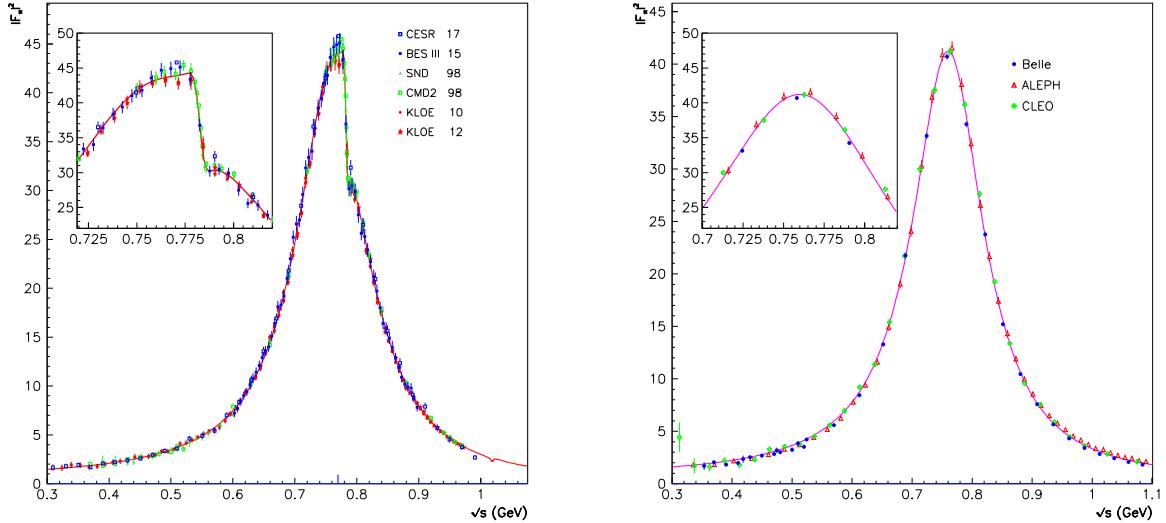 |Fπ|²
45
40
35
30
25
20
15
10
5
0
0.3 0.4 0.5 0.6 0.7 0.8 0.9 1
√s (GeV)
50
45
40
35
30
25
0.725 0.75 0.775 0.8
CESR 17
BES III 15
SND 98
CMD2 98
KLOE 10
KLOE 12
|Fπ|²
45
40
35
30
25
20
15
10
5
0
0.3 0.4 0.5 0.6 0.7 0.8 0.9 1 1.1
√s (GeV)
50
45
40
35
30
25
0.7 0.725 0.75 0.775 0.8
Belle
ALEPH
CLEO